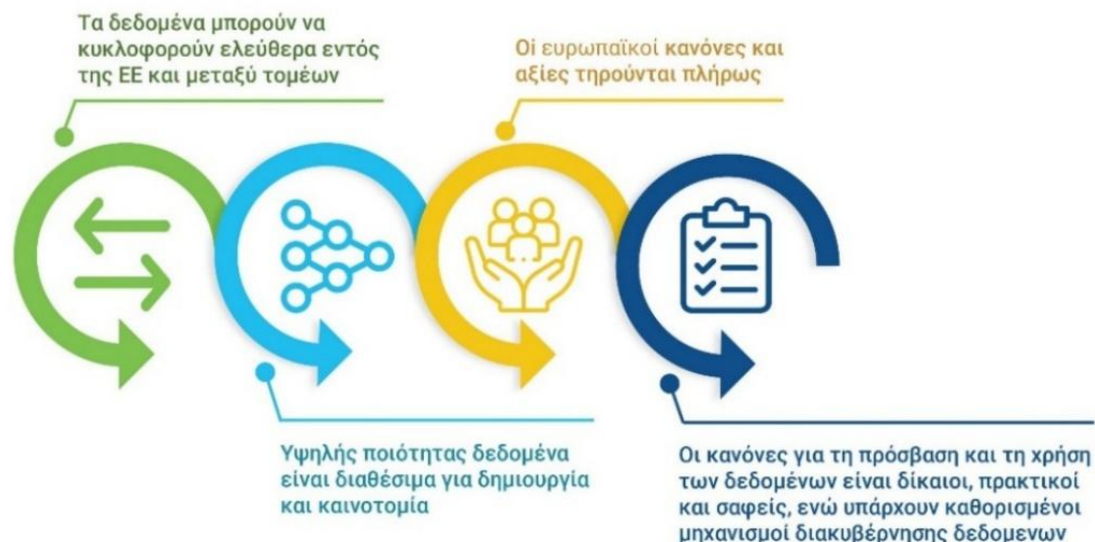 Τα δεδομένα μπορούν να
κυκλοφορούν ελεύθερα εντός
της ΕΕ και μεταξύ τομέων
Οi ευρωπαϊκοί κανόνες και
αξίες τηρούνται πλήρως
Υψηλής ποιότητας δεδομένα
είναι διαθέσιμα για δημιουργία
και καινοτομία
Οι κανόνες για τη πρόσβαση και τη χρήση
των δεδομένων είναι δίκαιοι, πρακτικοί
και σαφείς, ενώ υπάρχουν καθορισμένοι
μηχανισμοί διακυβέρνησης δεδομενων